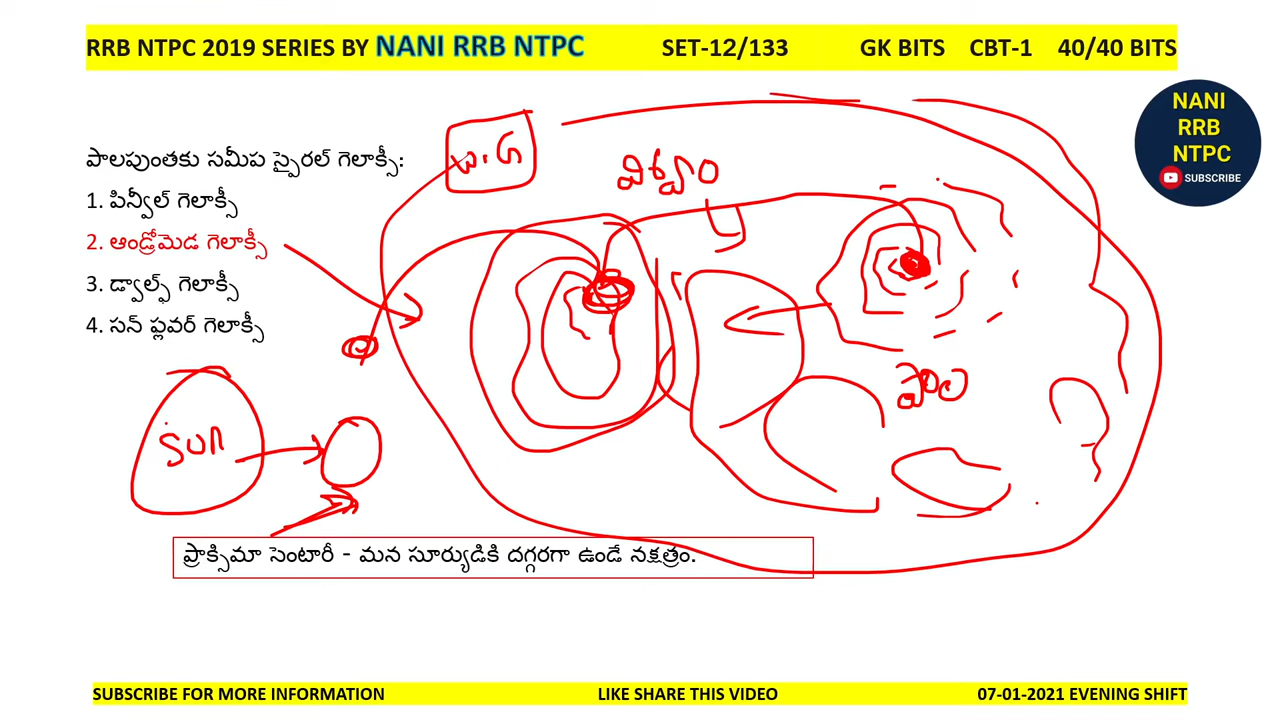 RRB NTPC 2019 SERIES BY NANI RRB NTPC SET-12/133 GK BITS CBT-1 40/40 BITS
NANI
RRB
NTPC
SUBSCRIBE
పాలపుంతకు సమీప స్పైరల్ గెలాక్సీ:
1. పిన్వీల్ గెలాక్సీ
2. ఆండ్రోమెడ గెలాక్సీ
3. డ్వాల్ఫ్ గెలాక్సీ
4. సన్ ఫ్లవర్ గెలాక్సీ
విశ్వం
SUN
ప్రాక్సిమా సెంటారీ - మన సూర్యుడికి దగ్గరగా ఉండే నక్షత్రం.
SUBSCRIBE FOR MORE INFORMATION LIKE SHARE THIS VIDEO 07-01-2021 EVENING SHIFT